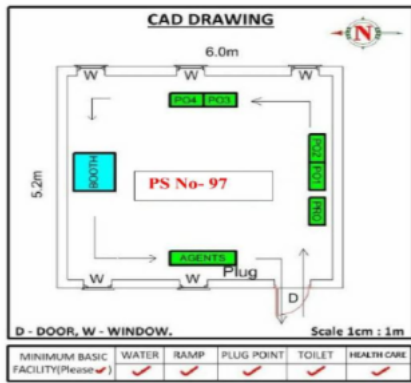 CAD DRAWING
N
6.0m
W W W
PO4 PO3
5.2m
BOOTH
PS No- 97
PO2
PO1
PRO
AGENTS
Plug
W W
D
D - DOOR, W - WINDOW. Scale 1cm : 1m
MINIMUM BASIC FACILITY(Please✔) WATER RAMP PLUG POINT TOILET HEALTH CARE